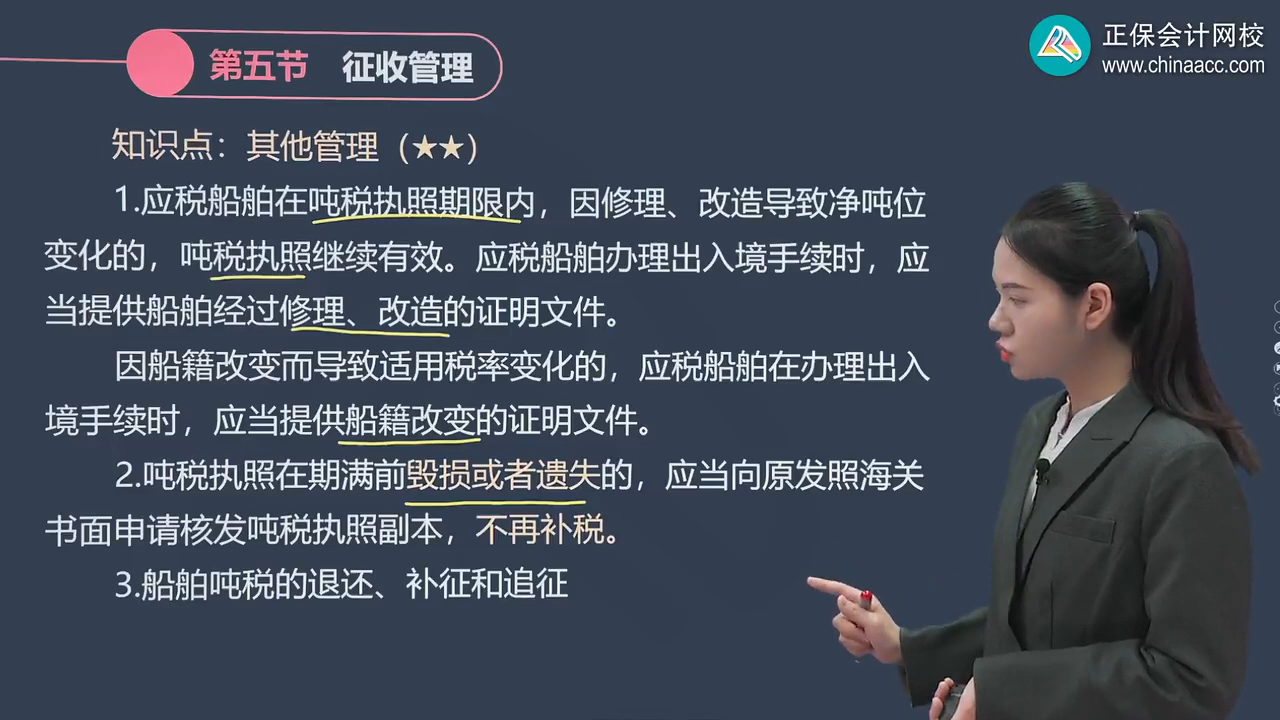 第五节 征收管理
正保会计网校
www.chinaacc.com
知识点：其他管理（★★）
1.应税船舶在吨税执照期限内，因修理、改造导致净吨位
变化的，吨税执照继续有效。应税船舶办理出入境手续时，应
当提供船舶经过修理、改造的证明文件。
因船籍改变而导致适用税率变化的，应税船舶在办理出入
境手续时，应当提供船籍改变的证明文件。
2.吨税执照在期满前毁损或者遗失的，应当向原发照海关
书面申请核发吨税执照副本，不再补税。
3.船舶吨税的退还、补征和追征